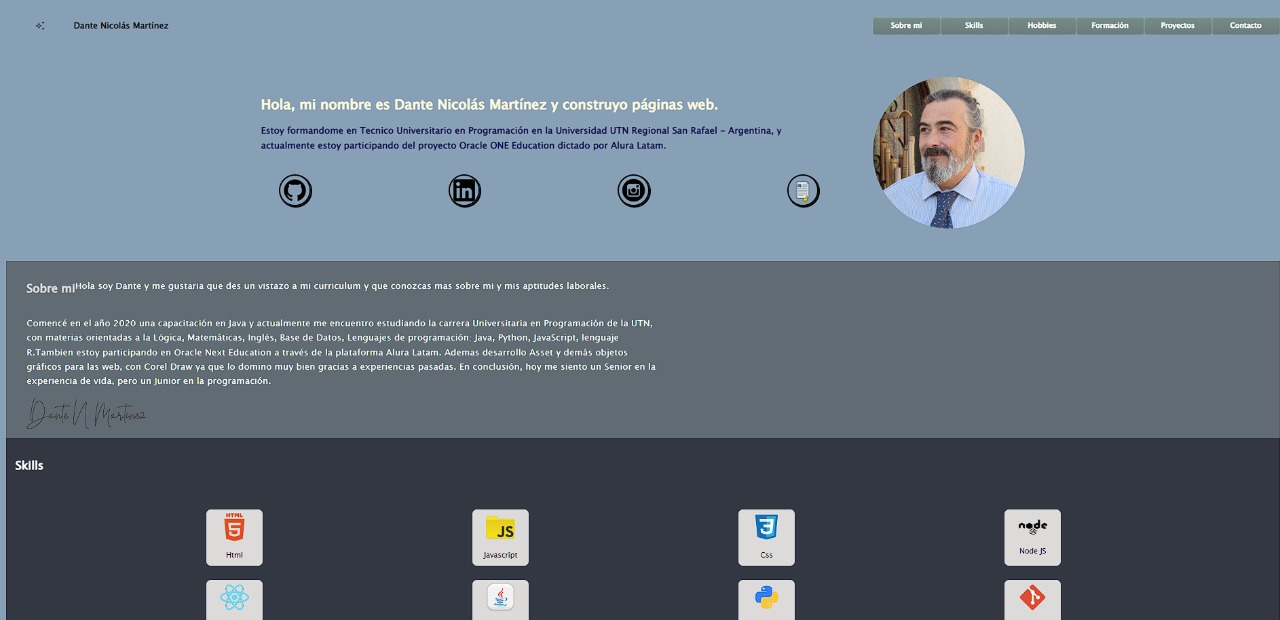 Dante Nicolás Martínez
Sobre mi
Skills
Hobbies
Formación
Proyectos
Contacto
Hola, mi nombre es Dante Nicolás Martínez y construyo páginas web.
Estoy formandome en Tecnico Universitario en Programación en la Universidad UTN Regional San Rafael - Argentina, y
actualmente estoy participando del proyecto Oracle ONE Education dictado por Alura Latam.
in
Sobre mi
Hola soy Dante y me gustaria que des un vistazo a mi curriculum y que conozcas mas sobre mi y mis aptitudes laborales.
Comencé en el año 2020 una capacitación en Java y actualmente me encuentro estudiando la carrera Universitaria en Programación de la UTN,
con materias orientadas a la Lógica, Matemáticas, Inglés, Base de Datos, Lenguajes de programación: Java, Python, JavaScript, lenguaje
R.Tambien estoy participando en Oracle Next Education a través de la plataforma Alura Latam. Ademas desarrollo Asset y demás objetos
gráficos para las web, con Corel Draw ya que lo domino muy bien gracias a experiencias pasadas. En conclusión, hoy me siento un Senior en la
experiencia de vida, pero un Junior en la programación.
Dante N Martinez
Skills
HTML
5
Html
JS
Javascript
3
Css
node
JS
Node JS